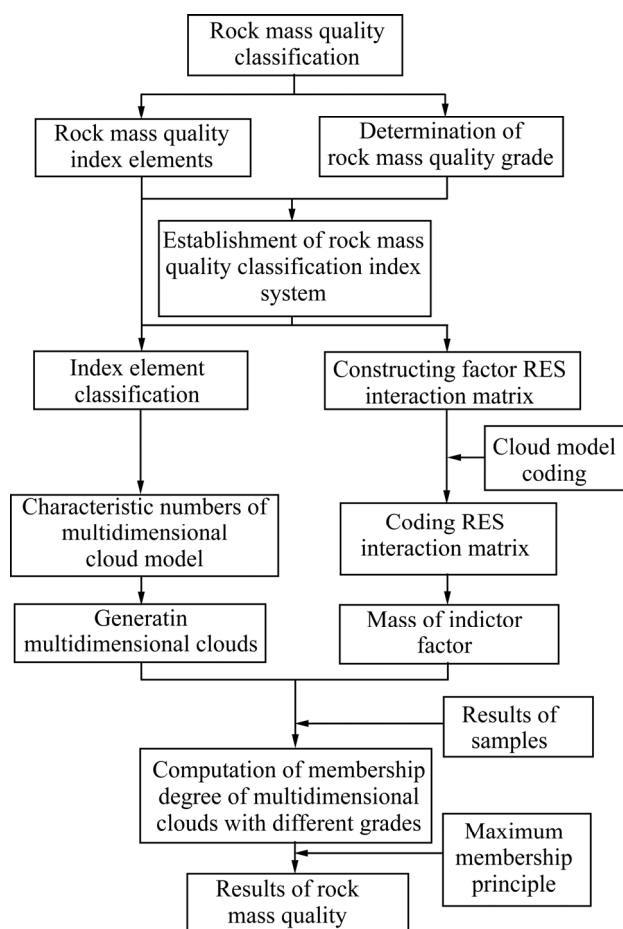 Rock mass quality
classification
Rock mass quality
index elements
Determination of
rock mass quality grade
Establishment of rock mass
quality classification index
system
Index element
classification
Constructing factor RES
interaction matrix
Cloud model
coding
Characteristic numbers of
multidimensional
cloud model
Coding RES
interaction matrix
Generatin
multidimensional clouds
Mass of indictor
factor
Results of
samples
Computation of membership
degree of multidimensional
clouds with different grades
Maximum
membership
principle
Results of rock
mass quality